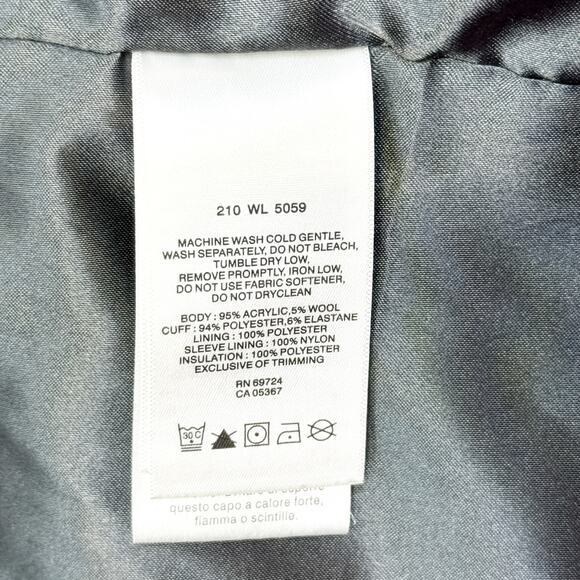 210 WL 5059
MACHINE WASH COLD GENTLE,
WASH SEPARATELY, DO NOT BLEACH,
TUMBLE DRY LOW,
REMOVE PROMPTLY, IRON LOW,
DO NOT USE FABRIC SOFTENER,
DO NOT DRYCLEAN
BODY : 95% ACRYLIC,5% WOOL
CUFF : 94% POLYESTER,6% ELASTANE
LINING : 100% POLYESTER
SLEEVE LINING : 100% NYLON
INSULATION : 100% POLYESTER
EXCLUSIVE OF TRIMMING
RN 69724
CA 05367
30 C
questo capo a calore forte,
fiamma o scintille.